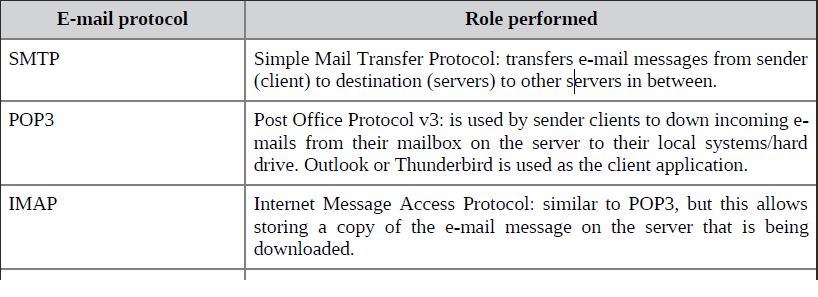 E-mail protocol Role performed
SMTP Simple Mail Transfer Protocol: transfers e-mail messages from sender
(client) to destination (servers) to other servers in between.
POP3 Post Office Protocol v3: is used by sender clients to down incoming e-
mails from their mailbox on the server to their local systems/hard
drive. Outlook or Thunderbird is used as the client application.
IMAP Internet Message Access Protocol: similar to POP3, but this allows
storing a copy of the e-mail message on the server that is being
downloaded.